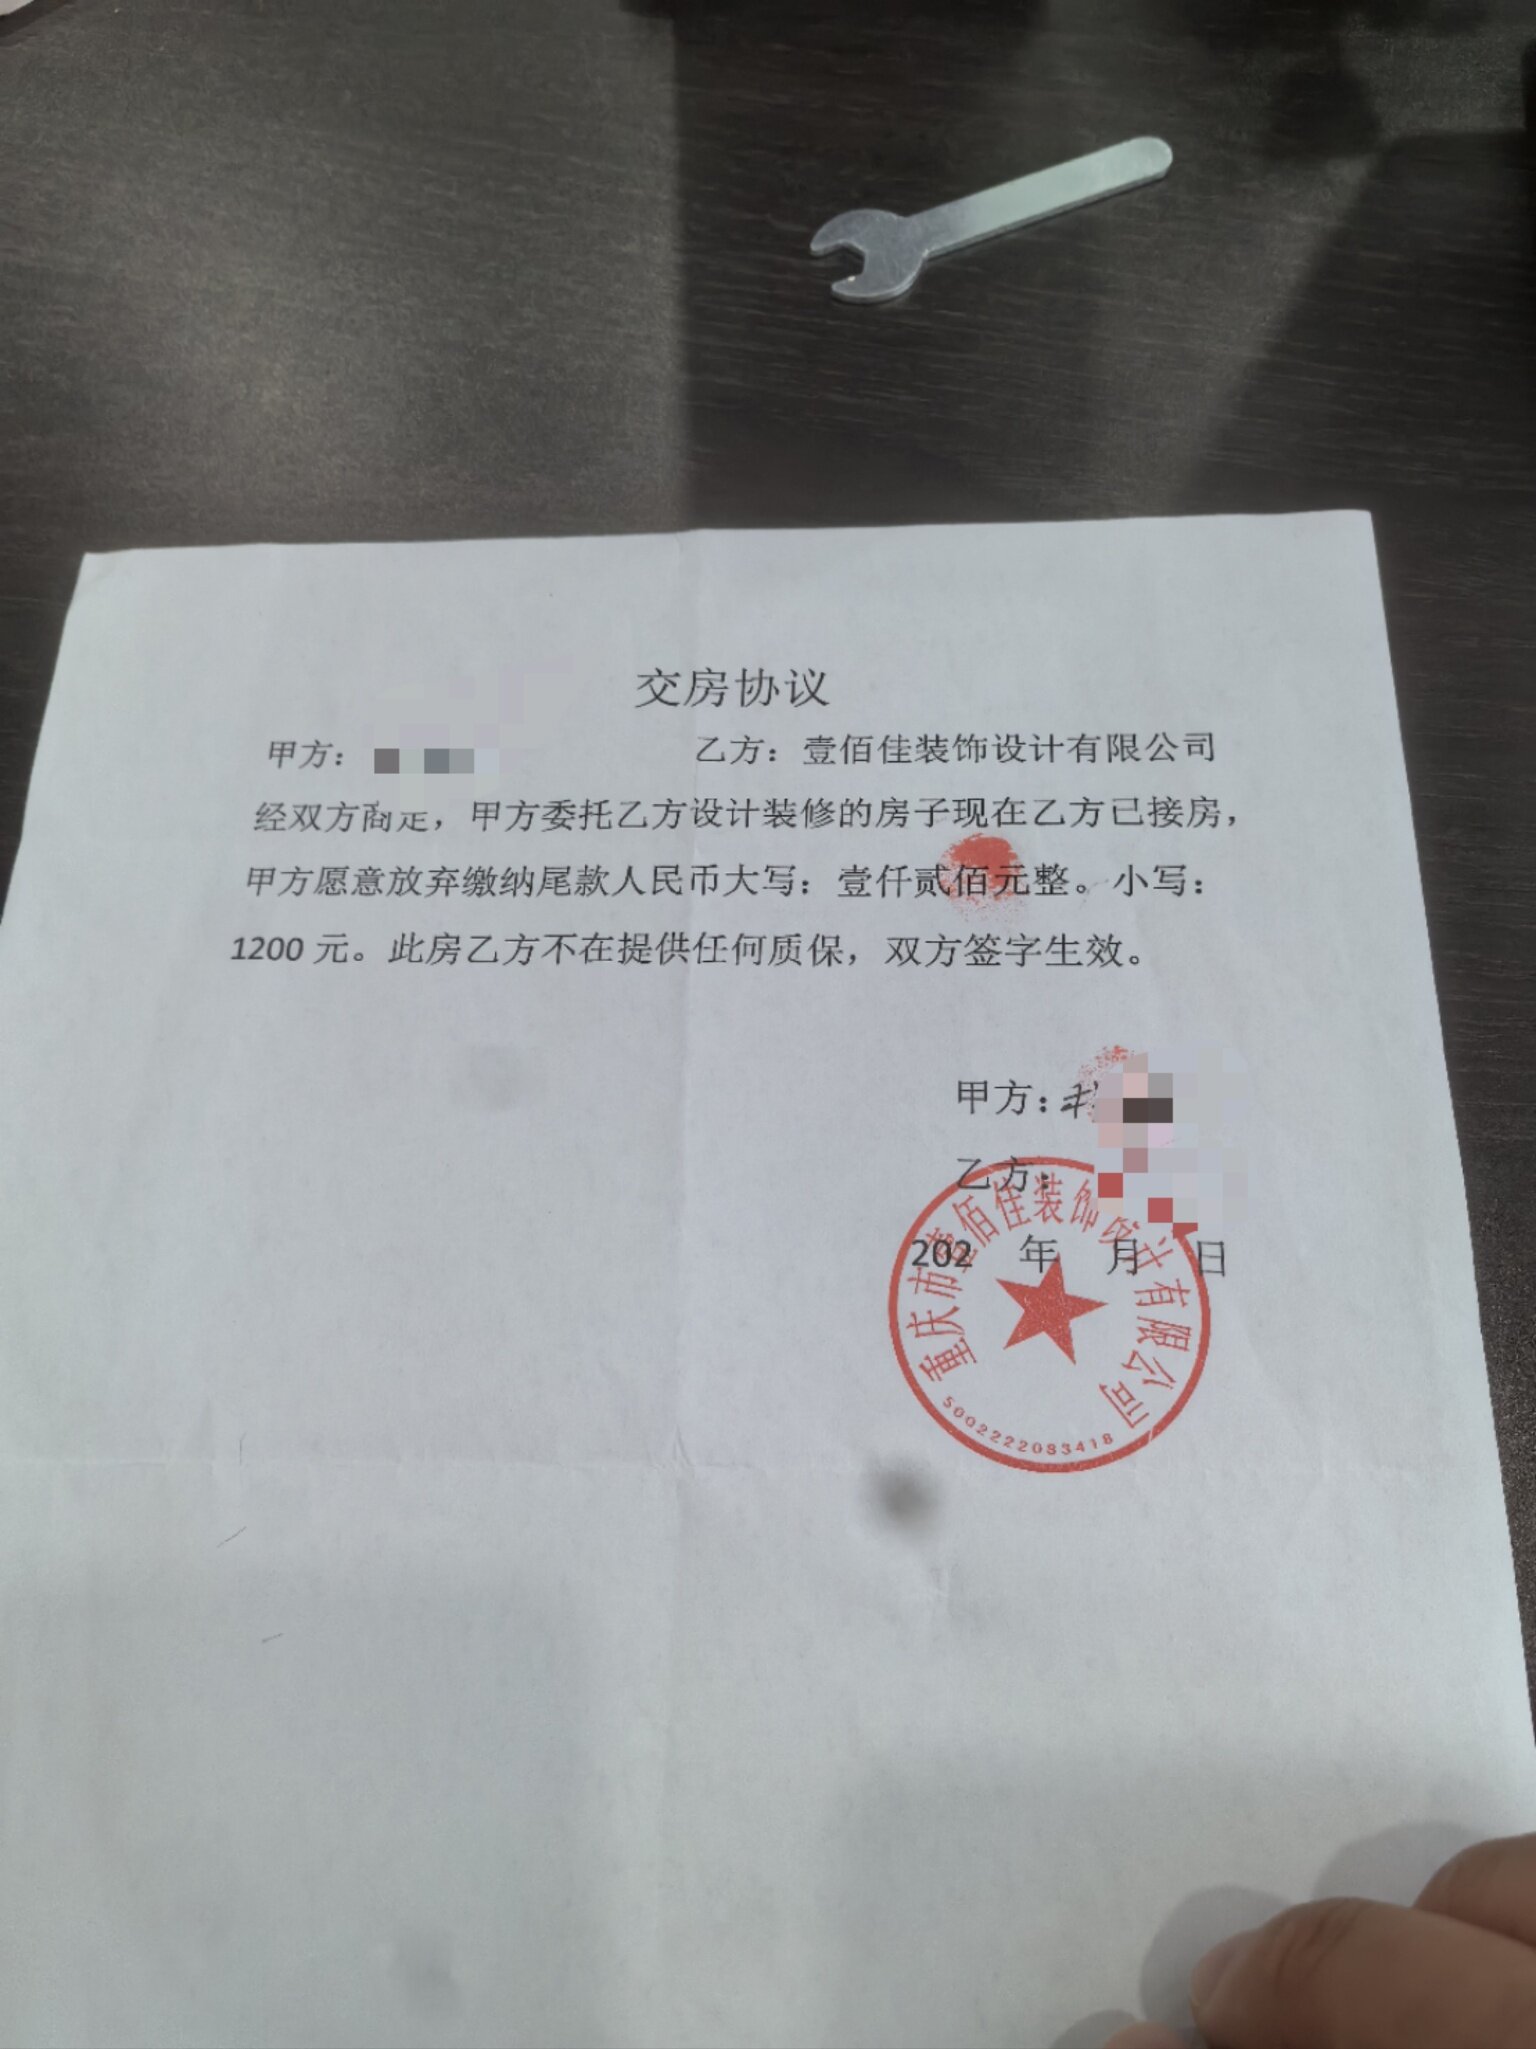 交房协议
甲方： 乙方：壹佰佳装饰设计有限公司
经双方商定，甲方委托乙方设计装修的房子现在乙方已接房，
甲方愿意放弃缴纳尾款人民币大写：壹仟贰佰元整。小写：
1200 元。此房乙方不在提供任何质保，双方签字生效。
甲方：
乙方：
202 年 月 日
重庆市壹佰佳装饰设计有限公司
5002222083418